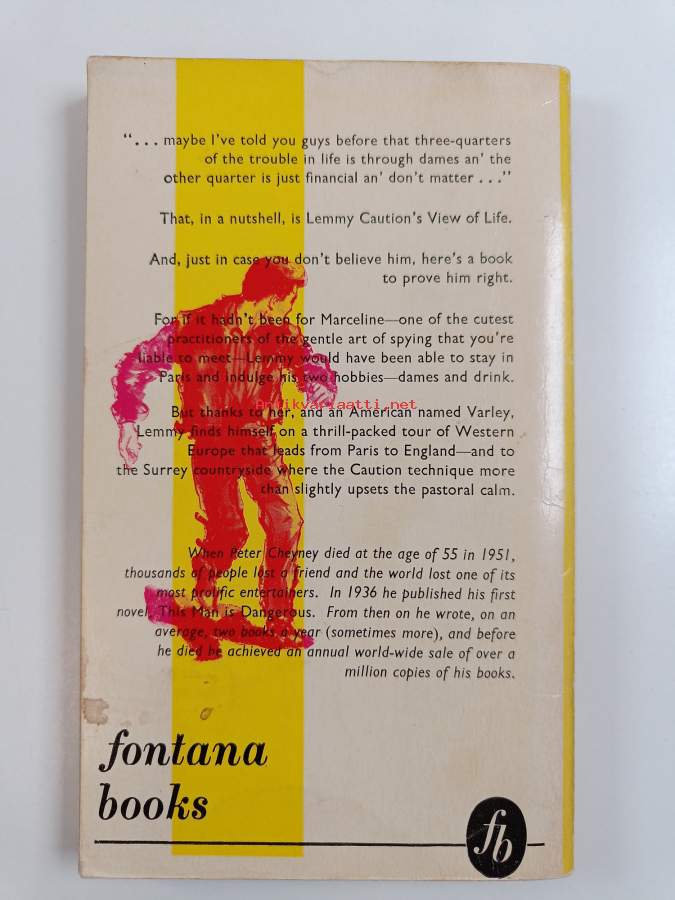 “. . . maybe I've told you guys before that three-quarters
of the trouble in life is through dames an' the
other quarter is just financial an' don't matter . . .”
That, in a nutshell, is Lemmy Caution's View of Life.
And, just in case you don't believe him, here's a book
to prove him right.
For if it hadn't been for Marceline—one of the cutest
practitioners of the gentle art of spying that you're
liable to meet—Lemmy would have been able to stay in
Paris and indulge his two hobbies—dames and drink.
Antikvariaatti.net
But thanks to her, and an American named Varley,
Lemmy finds himself on a thrill-packed tour of Western
Europe that leads from Paris to England—and to
the Surrey countryside where the Caution technique more
than slightly upsets the pastoral calm.
When Peter Cheyney died at the age of 55 in 1951,
thousands of people lost a friend and the world lost one of its
most prolific entertainers. In 1936 he published his first
novel, This Man is Dangerous. From then on he wrote, on an
average, two books a year (sometimes more), and before
he died he achieved an annual world-wide sale of over a
million copies of his books.
fontana
books
fb